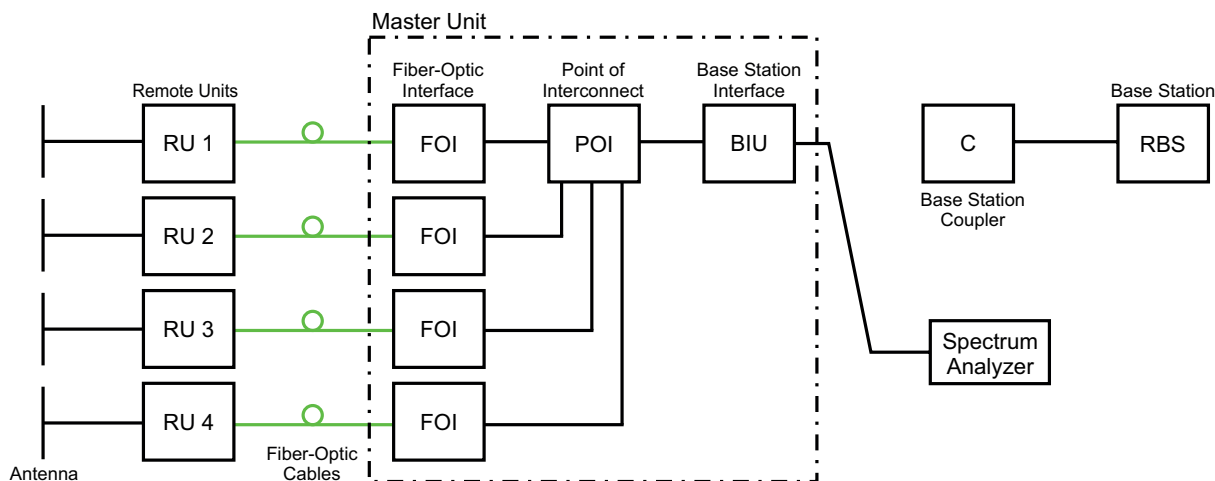 Master Unit
Remote Units
Fiber-Optic
Interface
Point of
Interconnect
Base Station
Interface
Base Station
RU 1
FOI
POI
BIU
C
RBS
Base Station
Coupler
RU 2
FOI
RU 3
FOI
Spectrum
Analyzer
RU 4
FOI
Antenna
Fiber-Optic
Cables